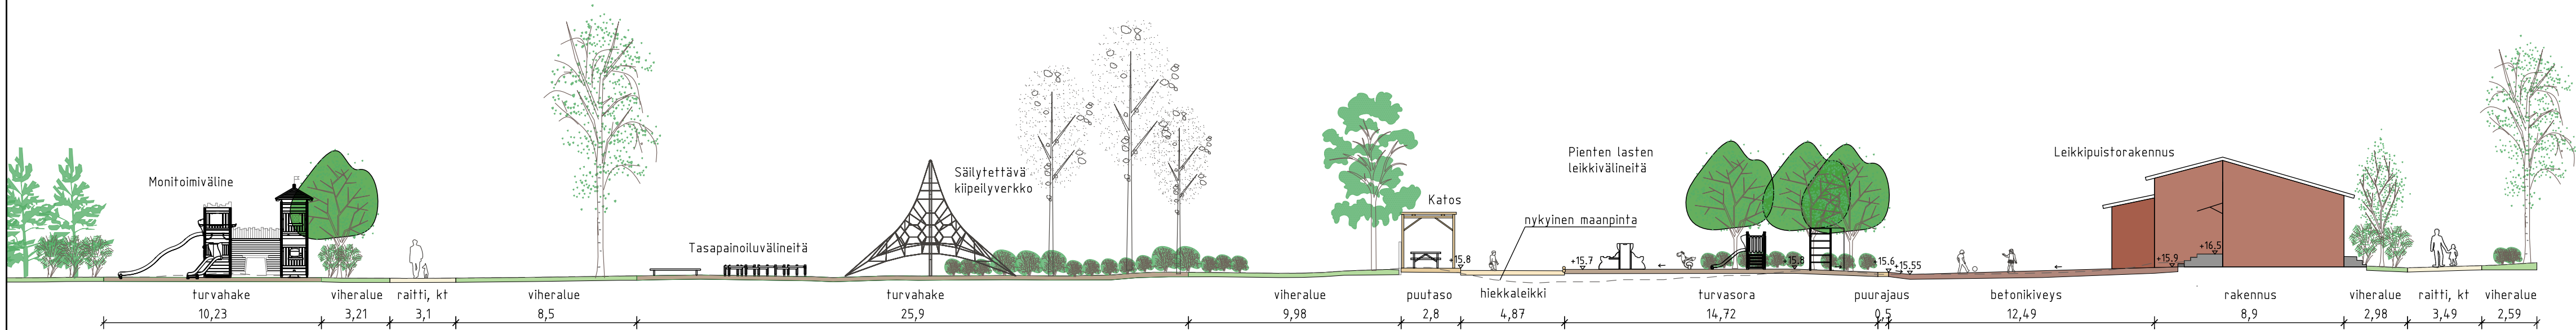 Monitoimiväline
Tasapainoiluvälineitä
Säilytettävä
kiipeilyverkko
Katos
nykyinen maanpinta
Pienten lasten
leikkivälineitä
Leikkipuistorakennus
+15.8
+15.7
+15.8
+15.6
+15.55
+15.9
+16.5
turvahake viheralue raitti, kt viheralue turvahake viheralue puutaso hiekkaleikki turvasora puurajaus betonikiveys rakennus viheralue raitti, kt viheralue
10,23 3,21 3,1 8,5 25,9 9,98 2,8 4,87 14,72 0,5 12,49 8,9 2,98 3,49 2,59